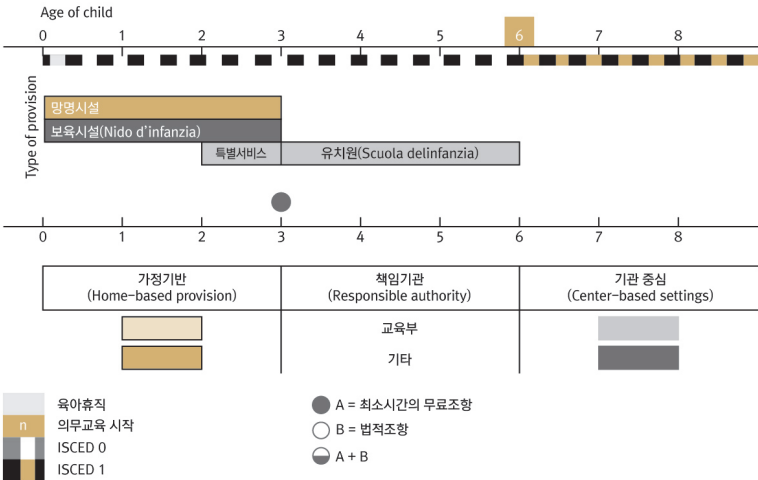 Age of child
0 1 2 3 4 5 6 7 8
Type of provision
망명시설
보육시설(Nido d'infanzia)
특별서비스 유치원(Scuola delinfanzia)
0 1 2 3 4 5 6 7 8
가정기반 책임기관 기관 중심
(Home-based provision) (Responsible authority) (Center-based settings)
교육부
기타
육아휴직
n 의무교육 시작
ISCED 0
ISCED 1
A = 최소시간의 무료조항
B = 법적조항
A + B